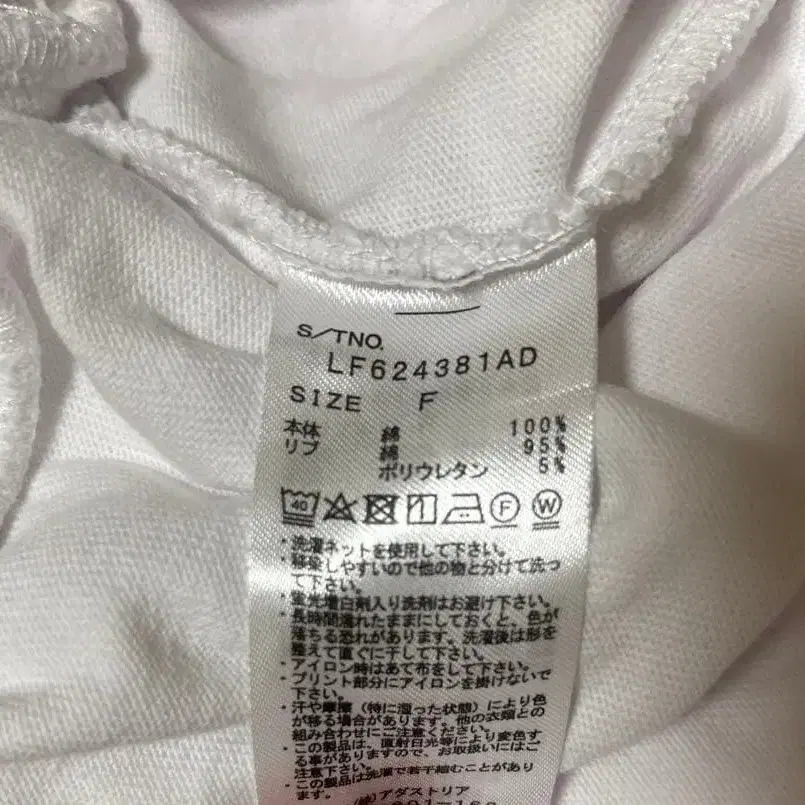 S/TNO.
LF624381AD
SIZE F
本体 綿 100%
リブ 綿 95%
ポリウレタン 5%
40
F W
・洗濯ネットを使用して下さい。
・移染しやすいので他の物と分けて洗っ
て下さい。
・蛍光増白剤入り洗剤はお避け下さい。
・長時間濡れたままにしておくと、色が
落ちる恐れがあります。洗濯後は形を
整えて直ぐに干して下さい。
・アイロン時はあて布をして下さい。
・プリント部分にアイロンを掛けないで
下さい。
・汗や摩擦(特に湿った状態)により色
が移る場合があります。他の衣類との
組み合わせにご注意ください。
・この製品は、直射日光等により変色す
る事がありますので、お取扱いにはご
注意下さい。
・この製品は洗濯で若干縮むことがあり
ます。
(株)アダストリア